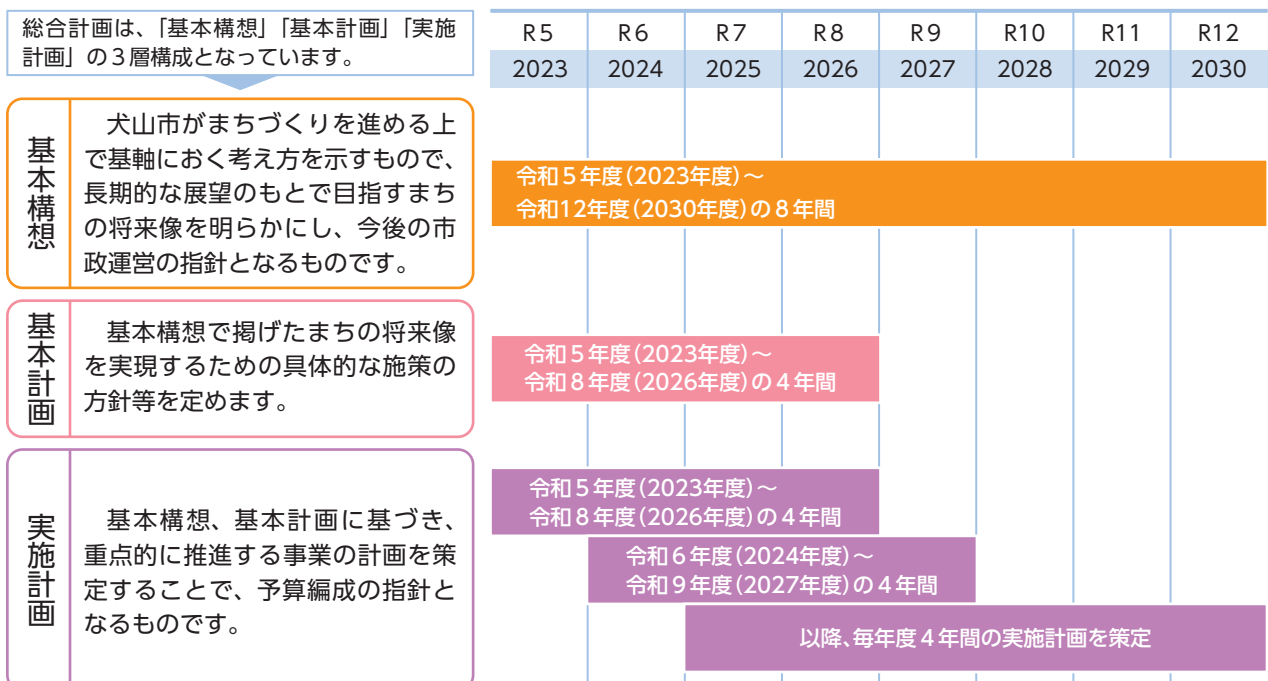 総合計画は、「基本構想」「基本計画」「実施
計画」の３層構成となっています。
R5 R6 R7 R8 R9 R10 R11 R12
2023 2024 2025 2026 2027 2028 2029 2030
基本構想
犬山市がまちづくりを進める上
で基軸におく考え方を示すもので、
長期的な展望のもとで目指すまち
の将来像を明らかにし、今後の市
政運営の指針となるものです。
令和５年度(2023年度)～
令和12年度(2030年度)の８年間
基本計画
基本構想で掲げたまちの将来像
を実現するための具体的な施策の
方針等を定めます。
令和５年度(2023年度)～
令和８年度(2026年度)の４年間
実施計画
基本構想、基本計画に基づき、
重点的に推進する事業の計画を策
定することで、予算編成の指針と
なるものです。
令和５年度(2023年度)～
令和８年度(2026年度)の４年間
令和６年度(2024年度)～
令和９年度(2027年度)の４年間
以降、毎年度４年間の実施計画を策定